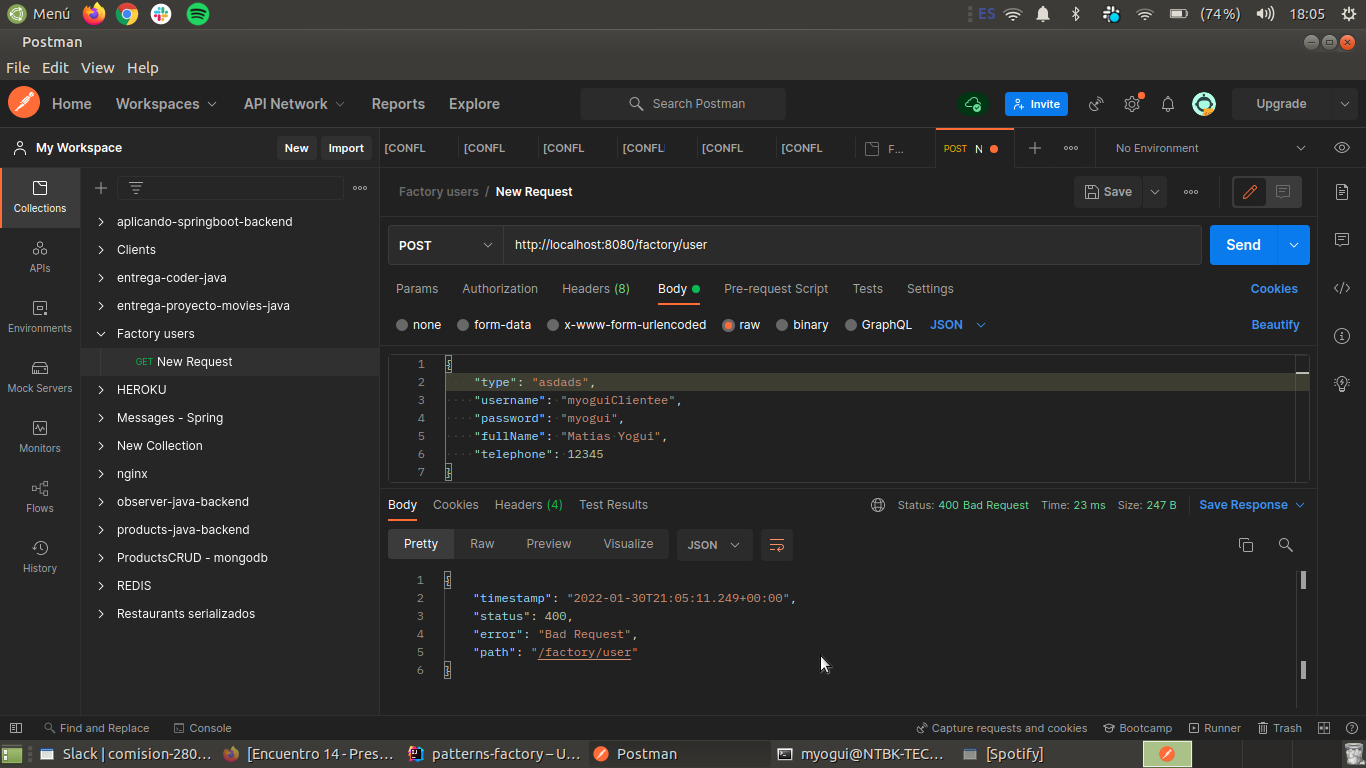 Menú ES (74%) 18:05
Postman
File Edit View Help
Home Workspaces API Network Reports Explore Search Postman Invite Upgrade
My Workspace New Import [CONFL [CONFL [CONFL [CONFL [CONFL [CONFL F... POST N No Environment
Factory users / New Request Save
Collections
APIs
Environments
Mock Servers
Monitors
Flows
History
aplicando-springboot-backend
Clients
entrega-coder-java
entrega-proyecto-movies-java
Factory users
GET New Request
HEROKU
Messages - Spring
New Collection
nginx
observer-java-backend
products-java-backend
ProductsCRUD - mongodb
REDIS
Restaurants serializados
POST http://localhost:8080/factory/user Send
Params Authorization Headers (8) Body Pre-request Script Tests Settings Cookies
none form-data x-www-form-urlencoded raw binary GraphQL JSON Beautify
1 {
2 "type": "asdads",
3 "username": "myoguiClientee",
4 "password": "myogui",
5 "fullName": "Matias Yogui",
6 "telephone": 12345
7 }
Body Cookies Headers (4) Test Results Status: 400 Bad Request Time: 23 ms Size: 247 B Save Response
Pretty Raw Preview Visualize JSON
1 {
2 "timestamp": "2022-01-30T21:05:11.249+00:00",
3 "status": 400,
4 "error": "Bad Request",
5 "path": "/factory/user"
6 }
Find and Replace Console Capture requests and cookies Bootcamp Runner Trash
Slack | comision-280... [Encuentro 14 - Pres... patterns-factory – U... Postman myogui@NTBK-TEC... [Spotify]